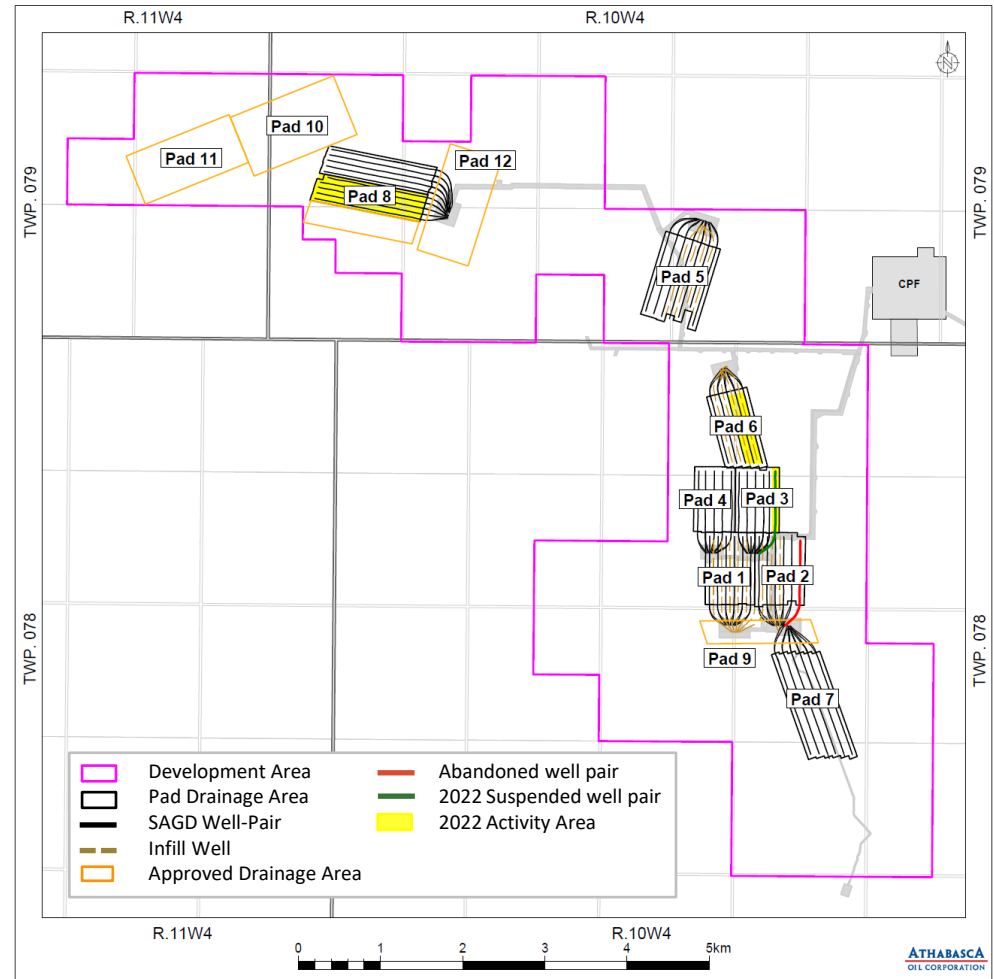 R.11W4
R.10W4
N
Pad 10
Pad 11
Pad 12
Pad 8
TWP. 079
TWP. 079
Pad 5
CPF
Pad 6
Pad 4
Pad 3
Pad 1
Pad 2
TWP. 078
TWP. 078
Pad 9
Pad 7
Development Area
Pad Drainage Area
SAGD Well-Pair
Infill Well
Approved Drainage Area
Abandoned well pair
2022 Suspended well pair
2022 Activity Area
R.11W4
R.10W4
0 1 2 3 4 5km
ATHABASCA
OIL CORPORATION